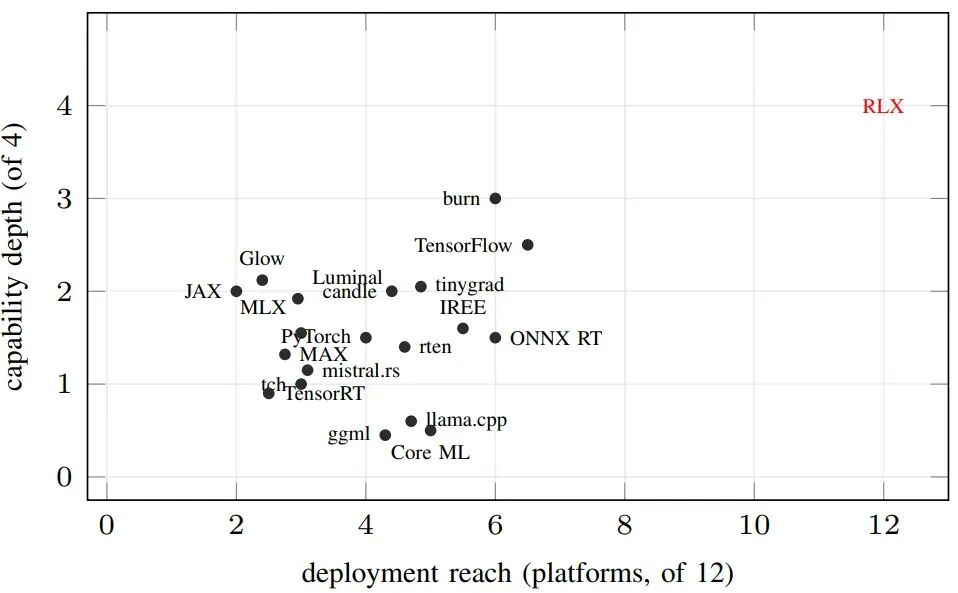 capability depth (of 4)
4
3
2
1
0
RLX
burn
TensorFlow
Glow
Luminal
tinygrad
JAX
candle
MLX
IREE
PyTorch
ONNX RT
rten
MAX
mistral.rs
tch
TensorRT
llama.cpp
ggml
Core ML
0 2 4 6 8 10 12
deployment reach (platforms, of 12)